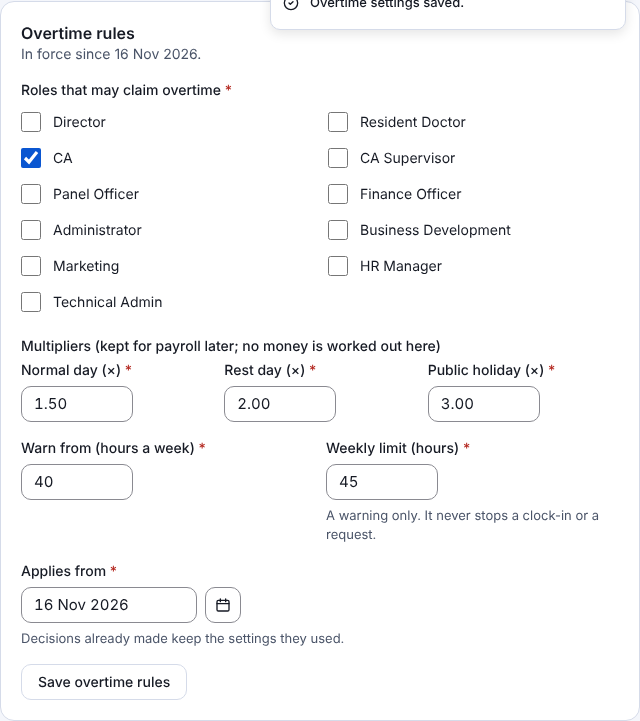 Overtime settings saved.
Overtime rules
In force since 16 Nov 2026.
Roles that may claim overtime *
Director
Resident Doctor
CA
CA Supervisor
Panel Officer
Finance Officer
Administrator
Business Development
Marketing
HR Manager
Technical Admin
Multipliers (kept for payroll later; no money is worked out here)
Normal day (×) *
Rest day (×) *
Public holiday (×) *
1.50
2.00
3.00
Warn from (hours a week) *
Weekly limit (hours) *
40
45
A warning only. It never stops a clock-in or a
request.
Applies from *
16 Nov 2026
Decisions already made keep the settings they used.
Save overtime rules